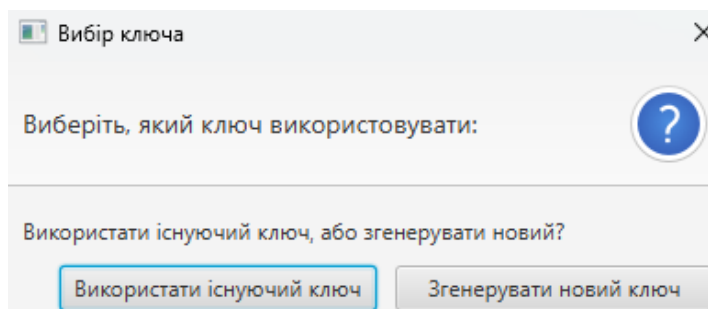 Вибір ключа
Виберіть, який ключ використовувати:
?
Використати існуючий ключ, або згенерувати новий?
Використати існуючий ключ
Згенерувати новий ключ